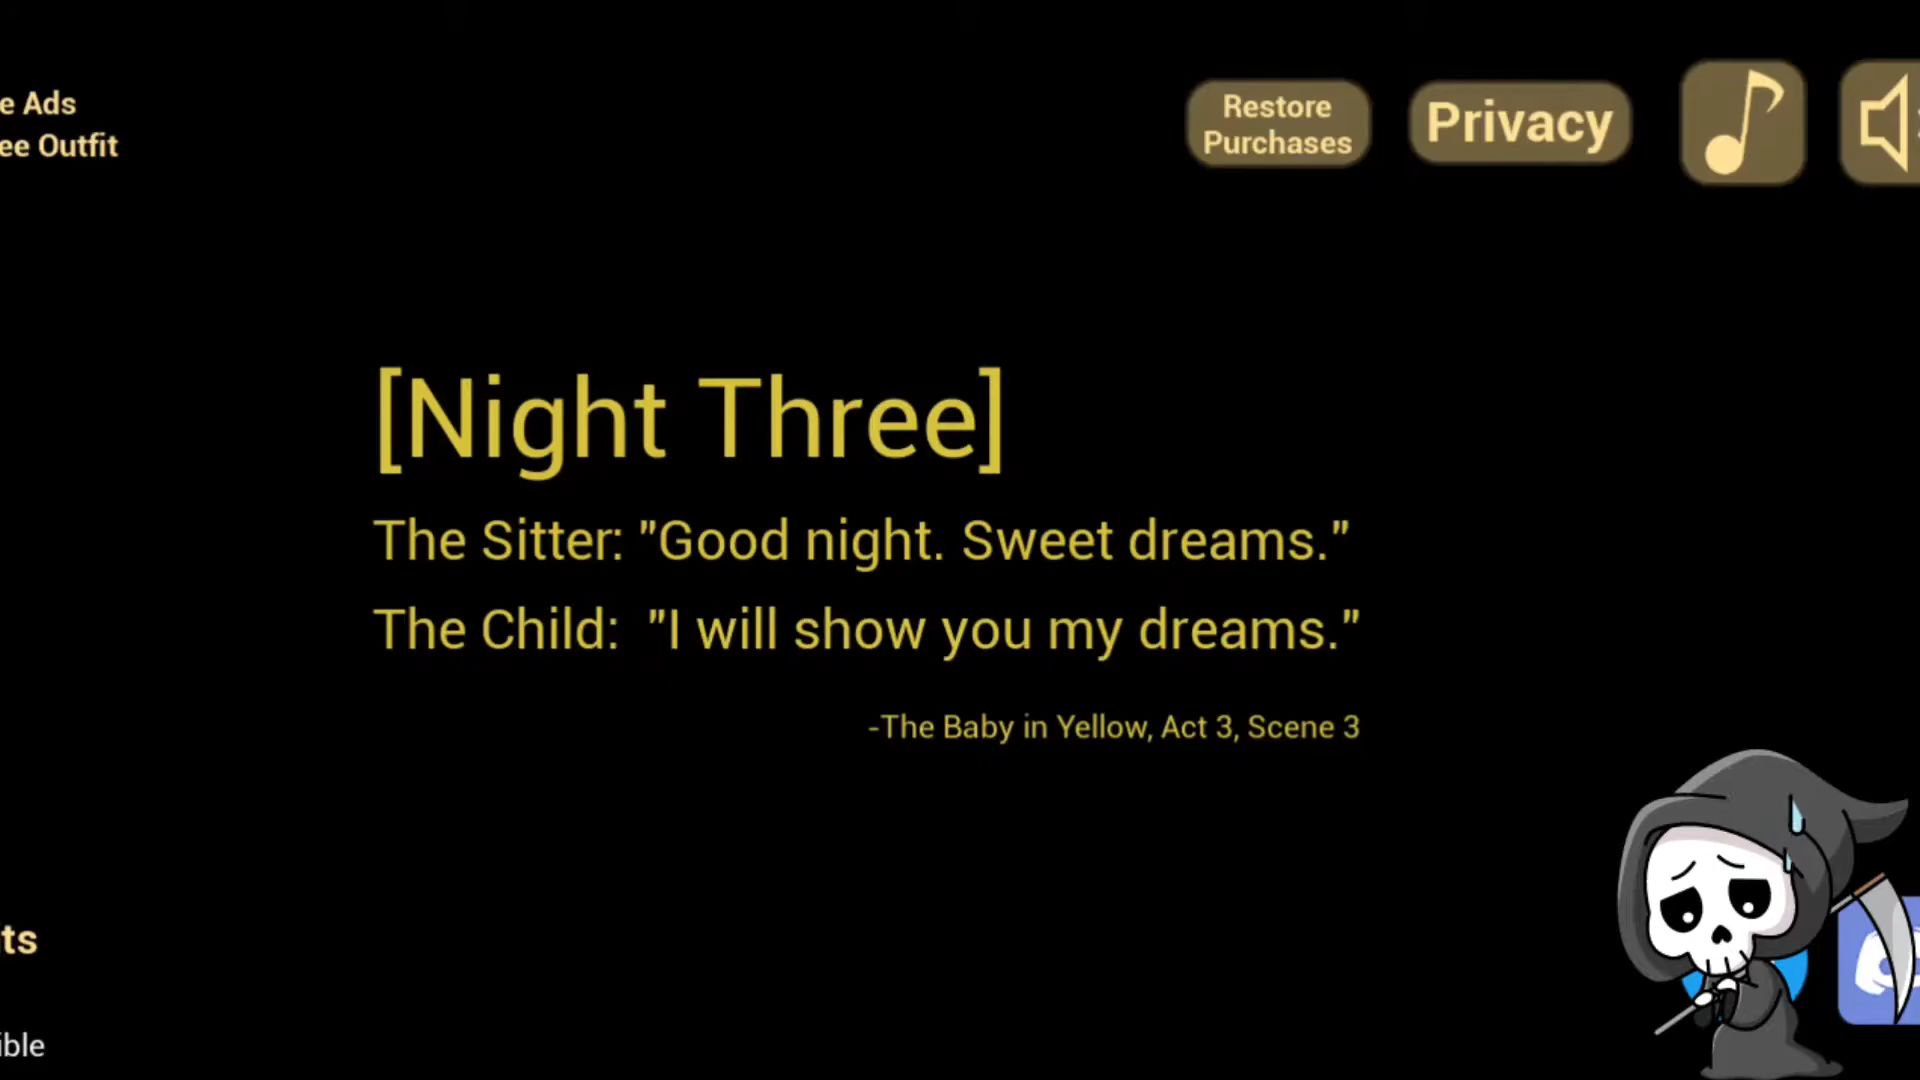 e Ads
ee Outfit
Restore
Purchases
Privacy
[Night Three]
The Sitter: "Good night. Sweet dreams."
The Child: "I will show you my dreams."
-The Baby in Yellow, Act 3, Scene 3
ts
ible